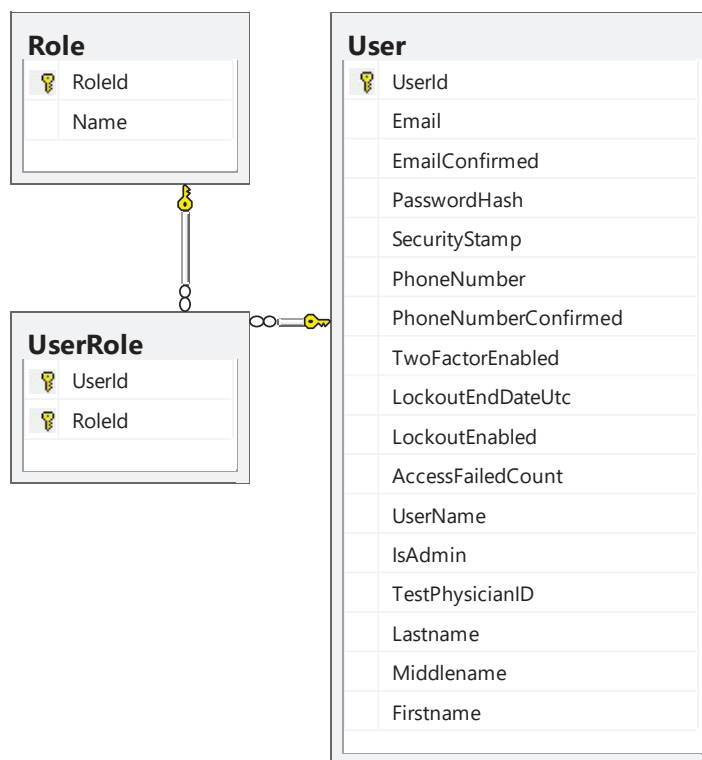 Role
RoleId
Name
UserRole
UserId
RoleId
User
UserId
Email
EmailConfirmed
PasswordHash
SecurityStamp
PhoneNumber
PhoneNumberConfirmed
TwoFactorEnabled
LockoutEndDateUtc
LockoutEnabled
AccessFailedCount
UserName
IsAdmin
TestPhysicianID
Lastname
Middlename
Firstname